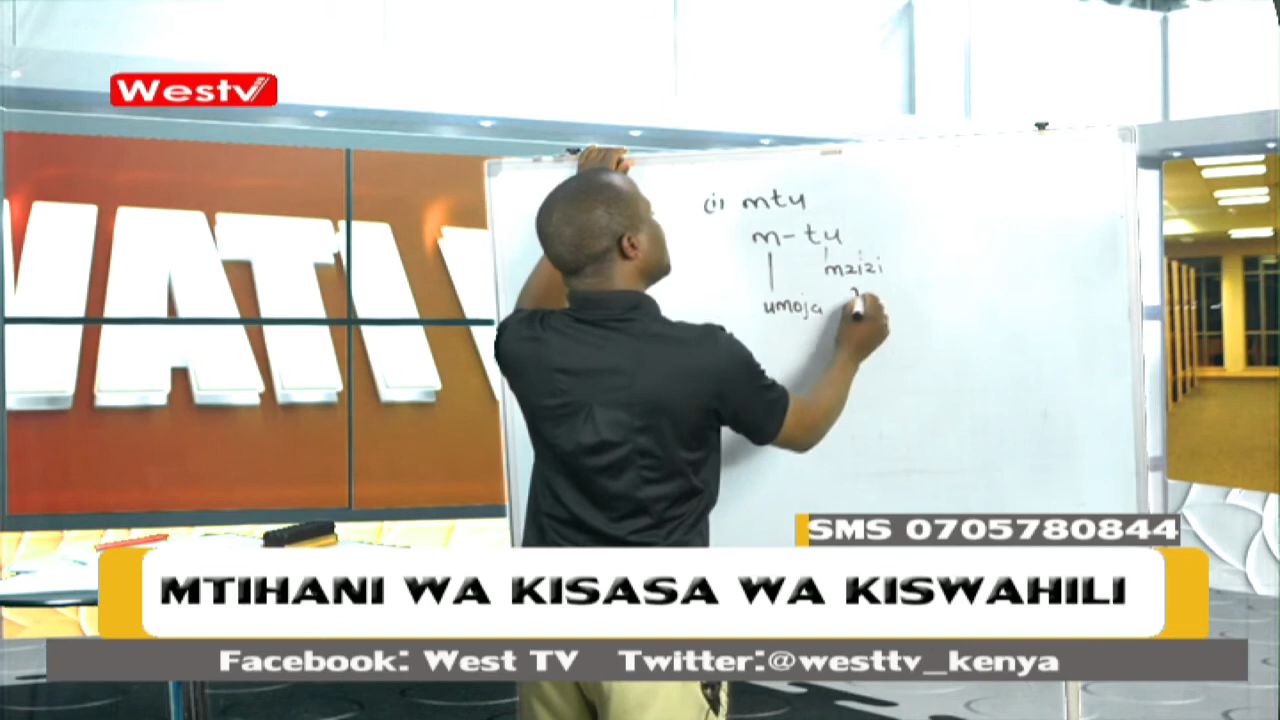 Westv
(i) mtu
m-tu
mzizi
umoja
SMS 0705780844
MTIHANI WA KISASA WA KISWAHILI
Facebook: West TV Twitter:@westtv_kenya